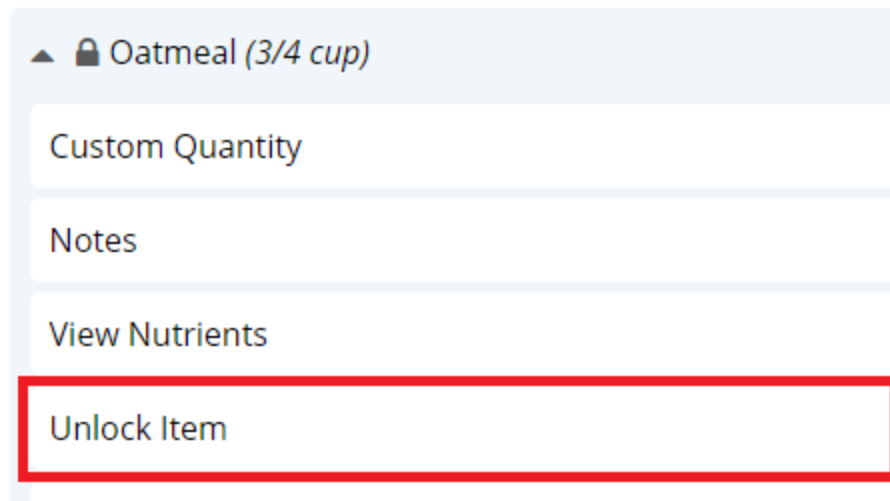 Oatmeal (3/4 cup)
Custom Quantity
Notes
View Nutrients
Unlock Item